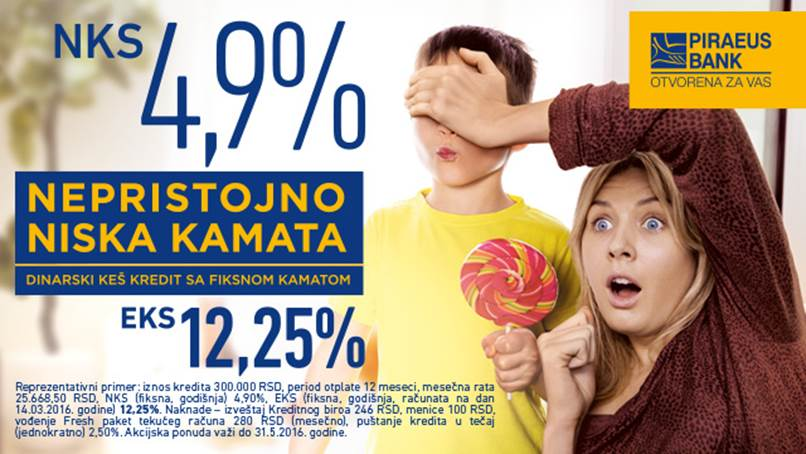 NKS 4,9%
PIRAEUS
BANK
OTVORENA ZA VAS
NEPRISTOJNO
NISKA KAMATA
DINARSKI KEŠ KREDIT SA FIKSNOM KAMATOM
EKS 12,25%
Reprezentativni primer: iznos kredita 300.000 RSD, period otplate 12 meseci, mesečna rata
25.668,50 RSD, NKS (fiksna, godišnja) 4,90%, EKS (fiksna, godišnja, računata na dan
14.03.2016. godine) 12,25%. Naknade – izveštaj Kreditnog biroa 246 RSD, menice 100 RSD,
vođenje Fresh paket tekućeg računa 280 RSD (mesečno), puštanje kredita u tečaj
(jednokratno) 2,50%. Akcijska ponuda važi do 31.5.2016. godine.